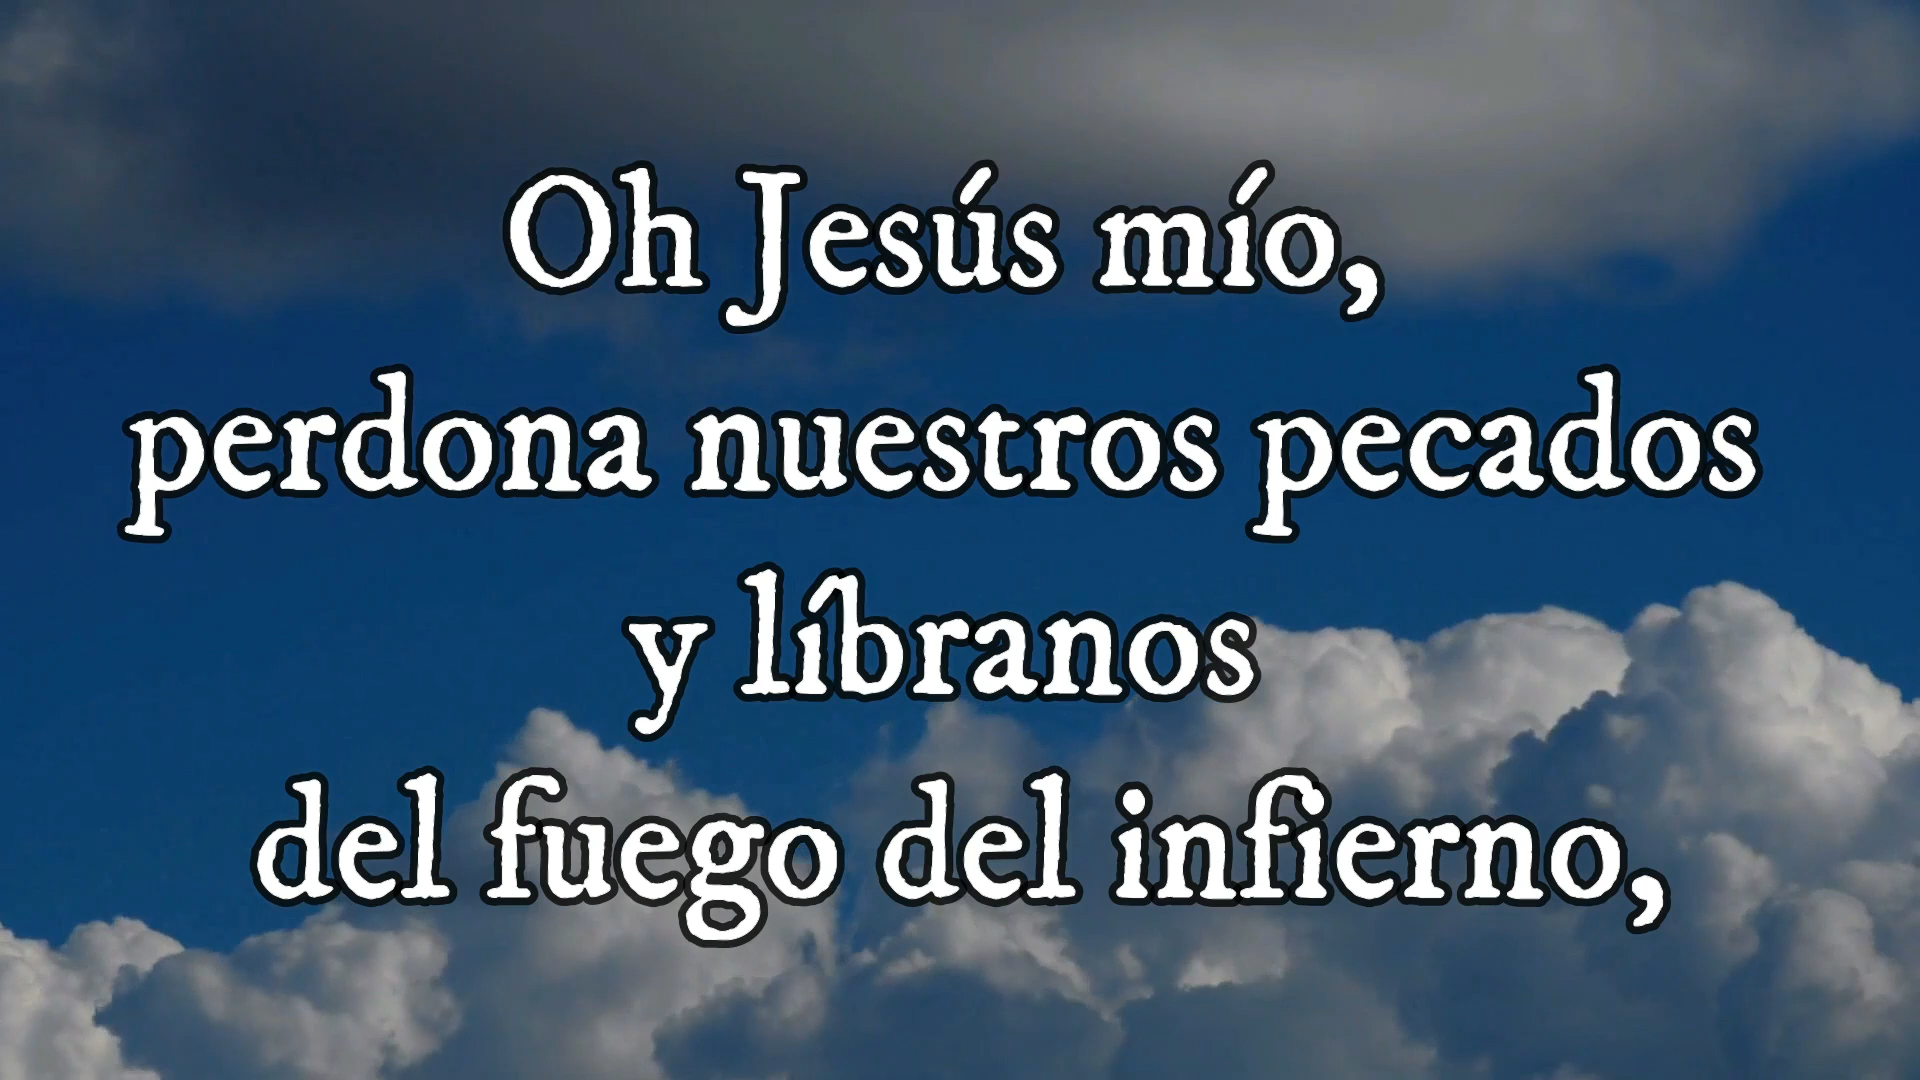 Oh Jesús mío,
perdona nuestros pecados
y líbranos
del fuego del infierno,